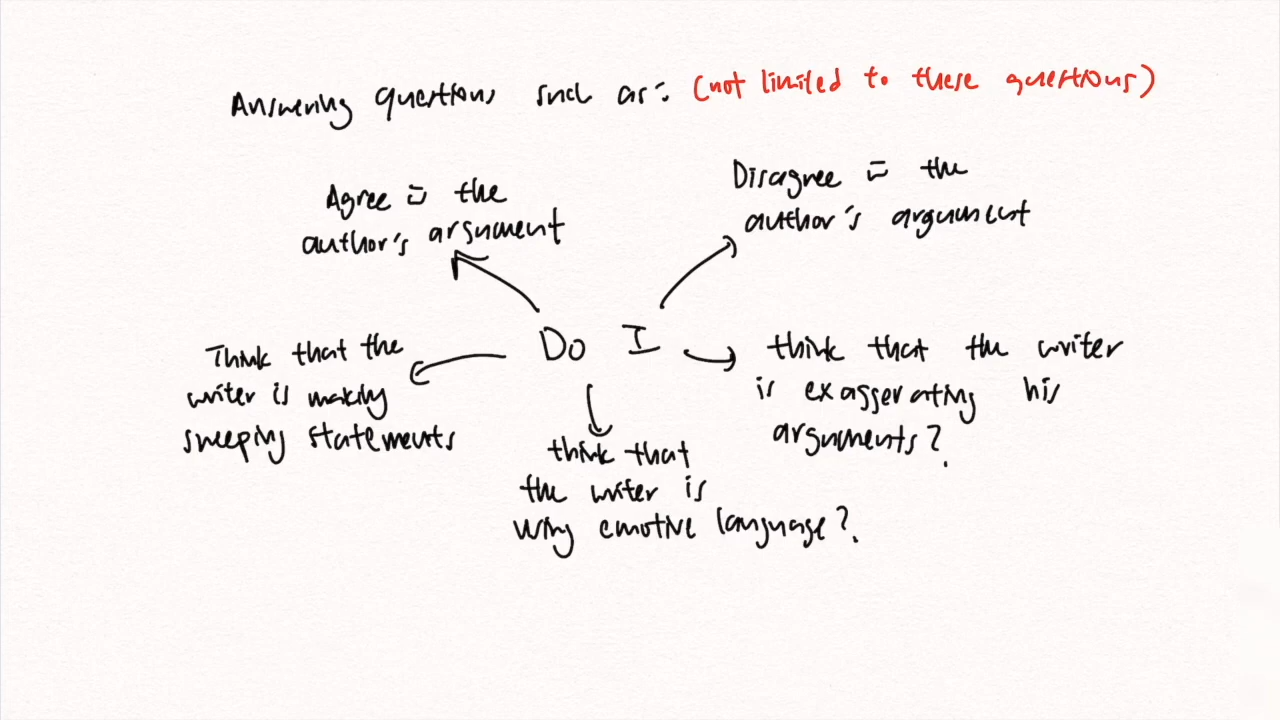 Answering questions such as: (not limited to these questions)
Agree = the
author's argument
Disagree = the
author's argument
Do I
Think that the
writer is making
sweeping statements
think that
the writer is
using emotive language?
think that the writer
is exaggerating his
arguments?